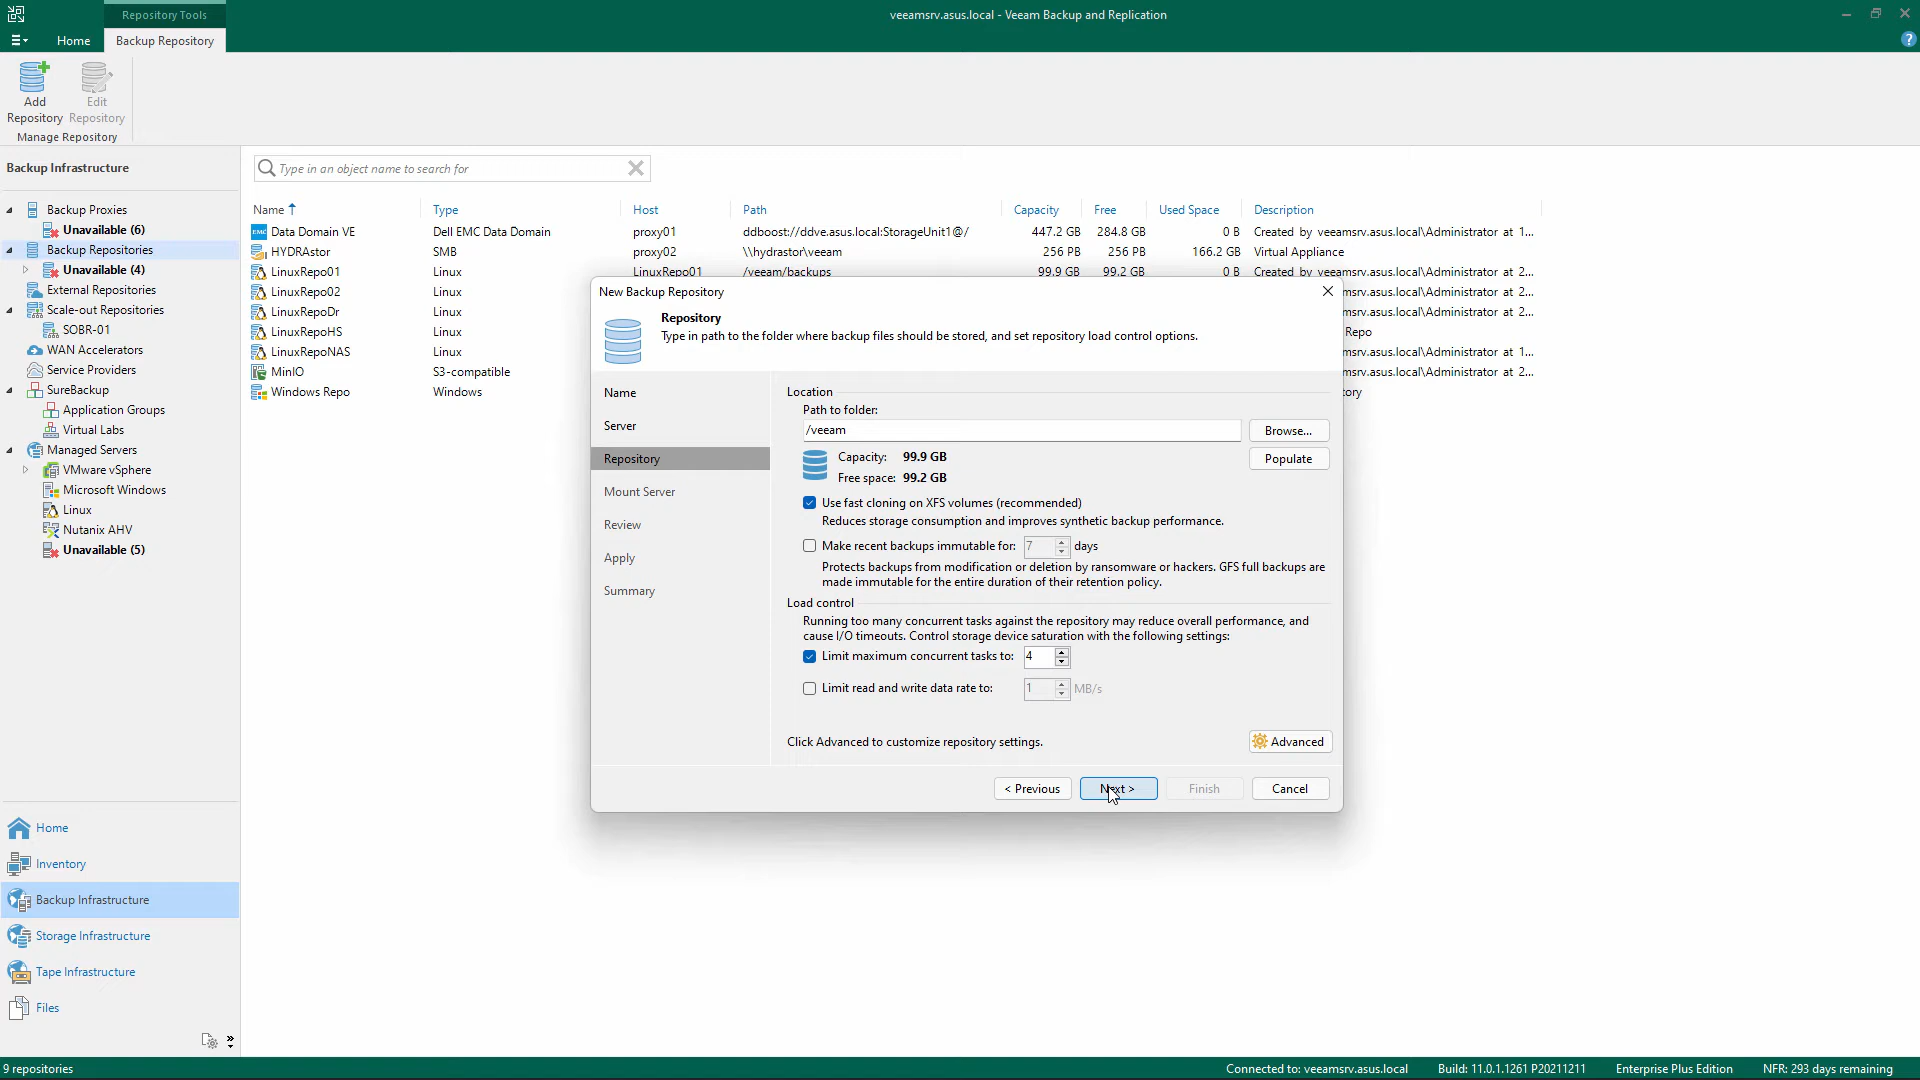 Repository Tools
veeamsrv.asus.local - Veeam Backup and Replication
Home
Backup Repository
Add Repository
Edit Repository
Manage Repository
Backup Infrastructure
Type in an object name to search for
Backup Proxies
Unavailable (6)
Backup Repositories
Unavailable (4)
External Repositories
Scale-out Repositories
SOBR-01
WAN Accelerators
Service Providers
SureBackup
Application Groups
Virtual Labs
Managed Servers
VMware vSphere
Microsoft Windows
Linux
Nutanix AHV
Unavailable (5)
Name Type Host Path Capacity Free Used Space Description
EMC Data Domain VE Dell EMC Data Domain proxy01 ddboost://ddve.asus.local:StorageUnit1@/ 447.2 GB 284.8 GB 0 B Created by veeamsrv.asus.local\Administrator at 1...
HYDRAstor SMB proxy02 \\hydrastor\veeam 256 PB 256 PB 166.2 GB Virtual Appliance
LinuxRepo01 Linux LinuxRepo01 /veeam/backups 99.9 GB 99.2 GB 0 B Created by veeamsrv.asus.local\Administrator at 2...
LinuxRepo02 Linux msrv.asus.local\Administrator at 2...
LinuxRepoDr Linux msrv.asus.local\Administrator at 2...
LinuxRepoHS Linux Repo
LinuxRepoNAS Linux msrv.asus.local\Administrator at 1...
MinIO S3-compatible msrv.asus.local\Administrator at 2...
Windows Repo Windows tory
New Backup Repository
Repository
Type in path to the folder where backup files should be stored, and set repository load control options.
Name
Server
Repository
Mount Server
Review
Apply
Summary
Location
Path to folder:
/veeam
Browse...
Capacity: 99.9 GB
Populate
Free space: 99.2 GB
Use fast cloning on XFS volumes (recommended)
Reduces storage consumption and improves synthetic backup performance.
Make recent backups immutable for: 7 days
Protects backups from modification or deletion by ransomware or hackers. GFS full backups are
made immutable for the entire duration of their retention policy.
Load control
Running too many concurrent tasks against the repository may reduce overall performance, and
cause I/O timeouts. Control storage device saturation with the following settings:
Limit maximum concurrent tasks to: 4
Limit read and write data rate to: 1 MB/s
Click Advanced to customize repository settings.
Advanced
< Previous
Next >
Finish
Cancel
Home
Inventory
Backup Infrastructure
Storage Infrastructure
Tape Infrastructure
Files
9 repositories
Connected to: veeamsrv.asus.local
Build: 11.0.1.1261 P20211211
Enterprise Plus Edition
NFR: 293 days remaining